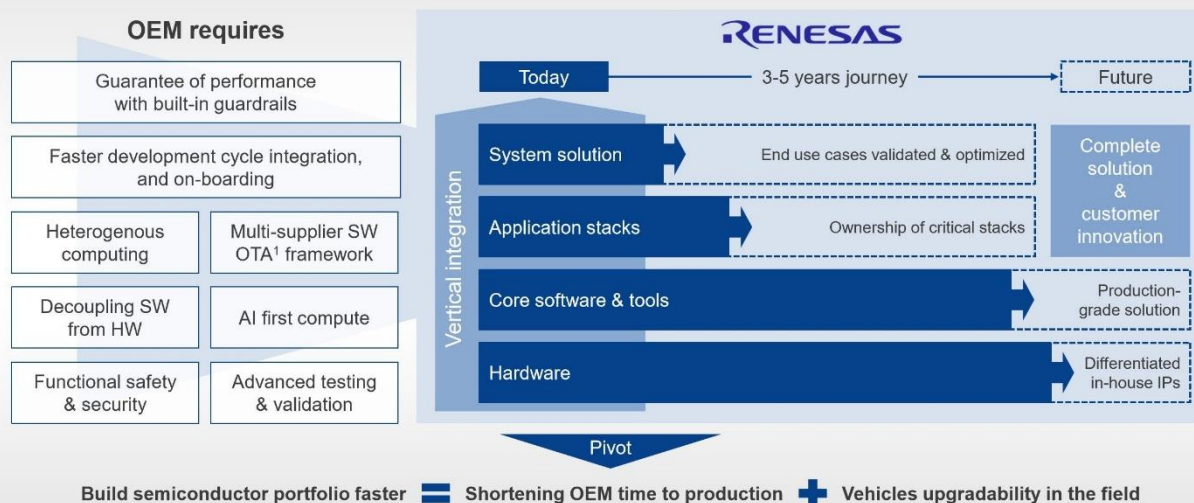 OEM requires
Guarantee of performance
with built-in guardrails
Faster development cycle integration,
and on-boarding
Heterogenous
computing
Multi-supplier SW
OTA¹ framework
Decoupling SW
from HW
AI first compute
Functional safety
& security
Advanced testing
& validation
RENESAS
Today
3-5 years journey
Future
Vertical integration
System solution
End use cases validated & optimized
Application stacks
Ownership of critical stacks
Complete
solution
&
customer
innovation
Core software & tools
Production-
grade solution
Hardware
Differentiated
in-house IPs
Pivot
Build semiconductor portfolio faster = Shortening OEM time to production + Vehicles upgradability in the field